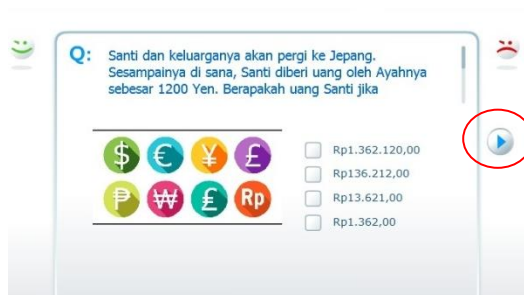 Q: Santi dan keluarganya akan pergi ke Jepang.
Sesampainya di sana, Santi diberi uang oleh Ayahnya
sebesar 1200 Yen. Berapakah uang Santi jika
$ € ¥ £
₱ ₩ £ Rp
Rp1.362.120,00
Rp136.212,00
Rp13.621,00
Rp1.362,00